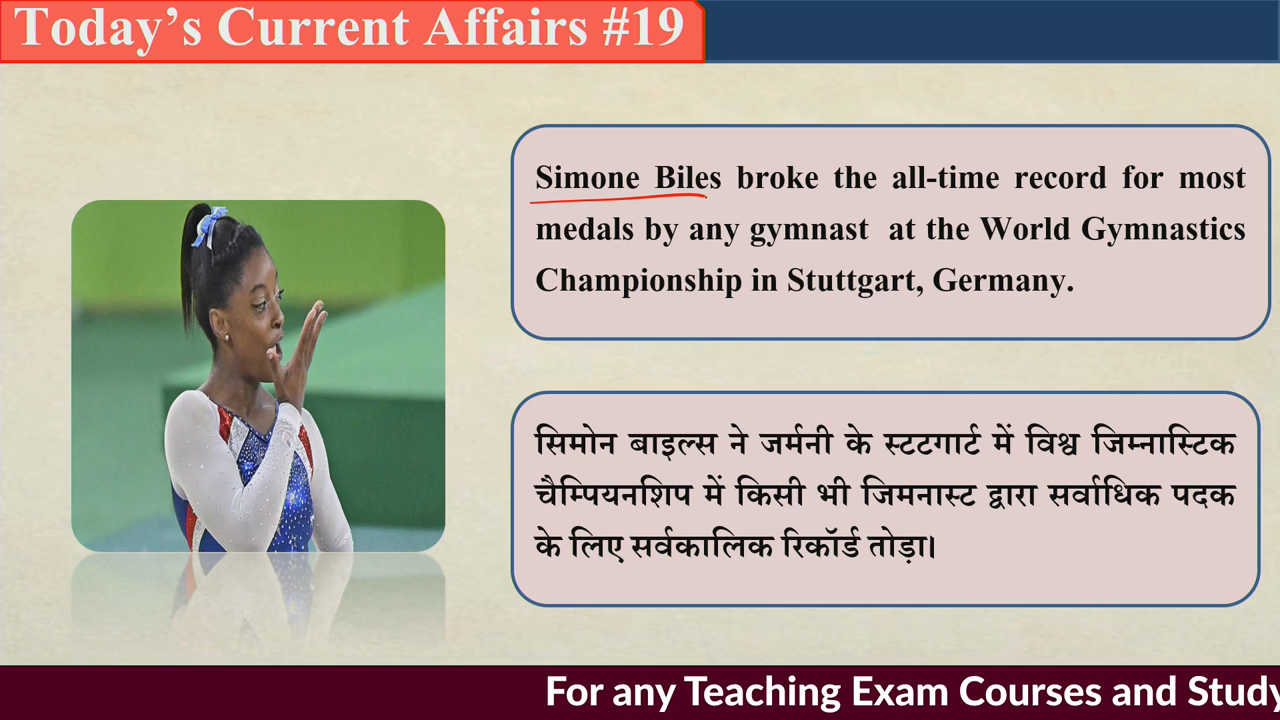 Today’s Current Affairs #19
Simone Biles broke the all-time record for most
medals by any gymnast at the World Gymnastics
Championship in Stuttgart, Germany.
सिमोन बाइल्स ने जर्मनी के स्टटगार्ट में विश्व जिम्नास्टिक
चैम्पियनशिप में किसी भी जिमनास्ट द्वारा सर्वाधिक पदक
के लिए सर्वकालिक रिकॉर्ड तोड़ा।
For any Teaching Exam Courses and Study